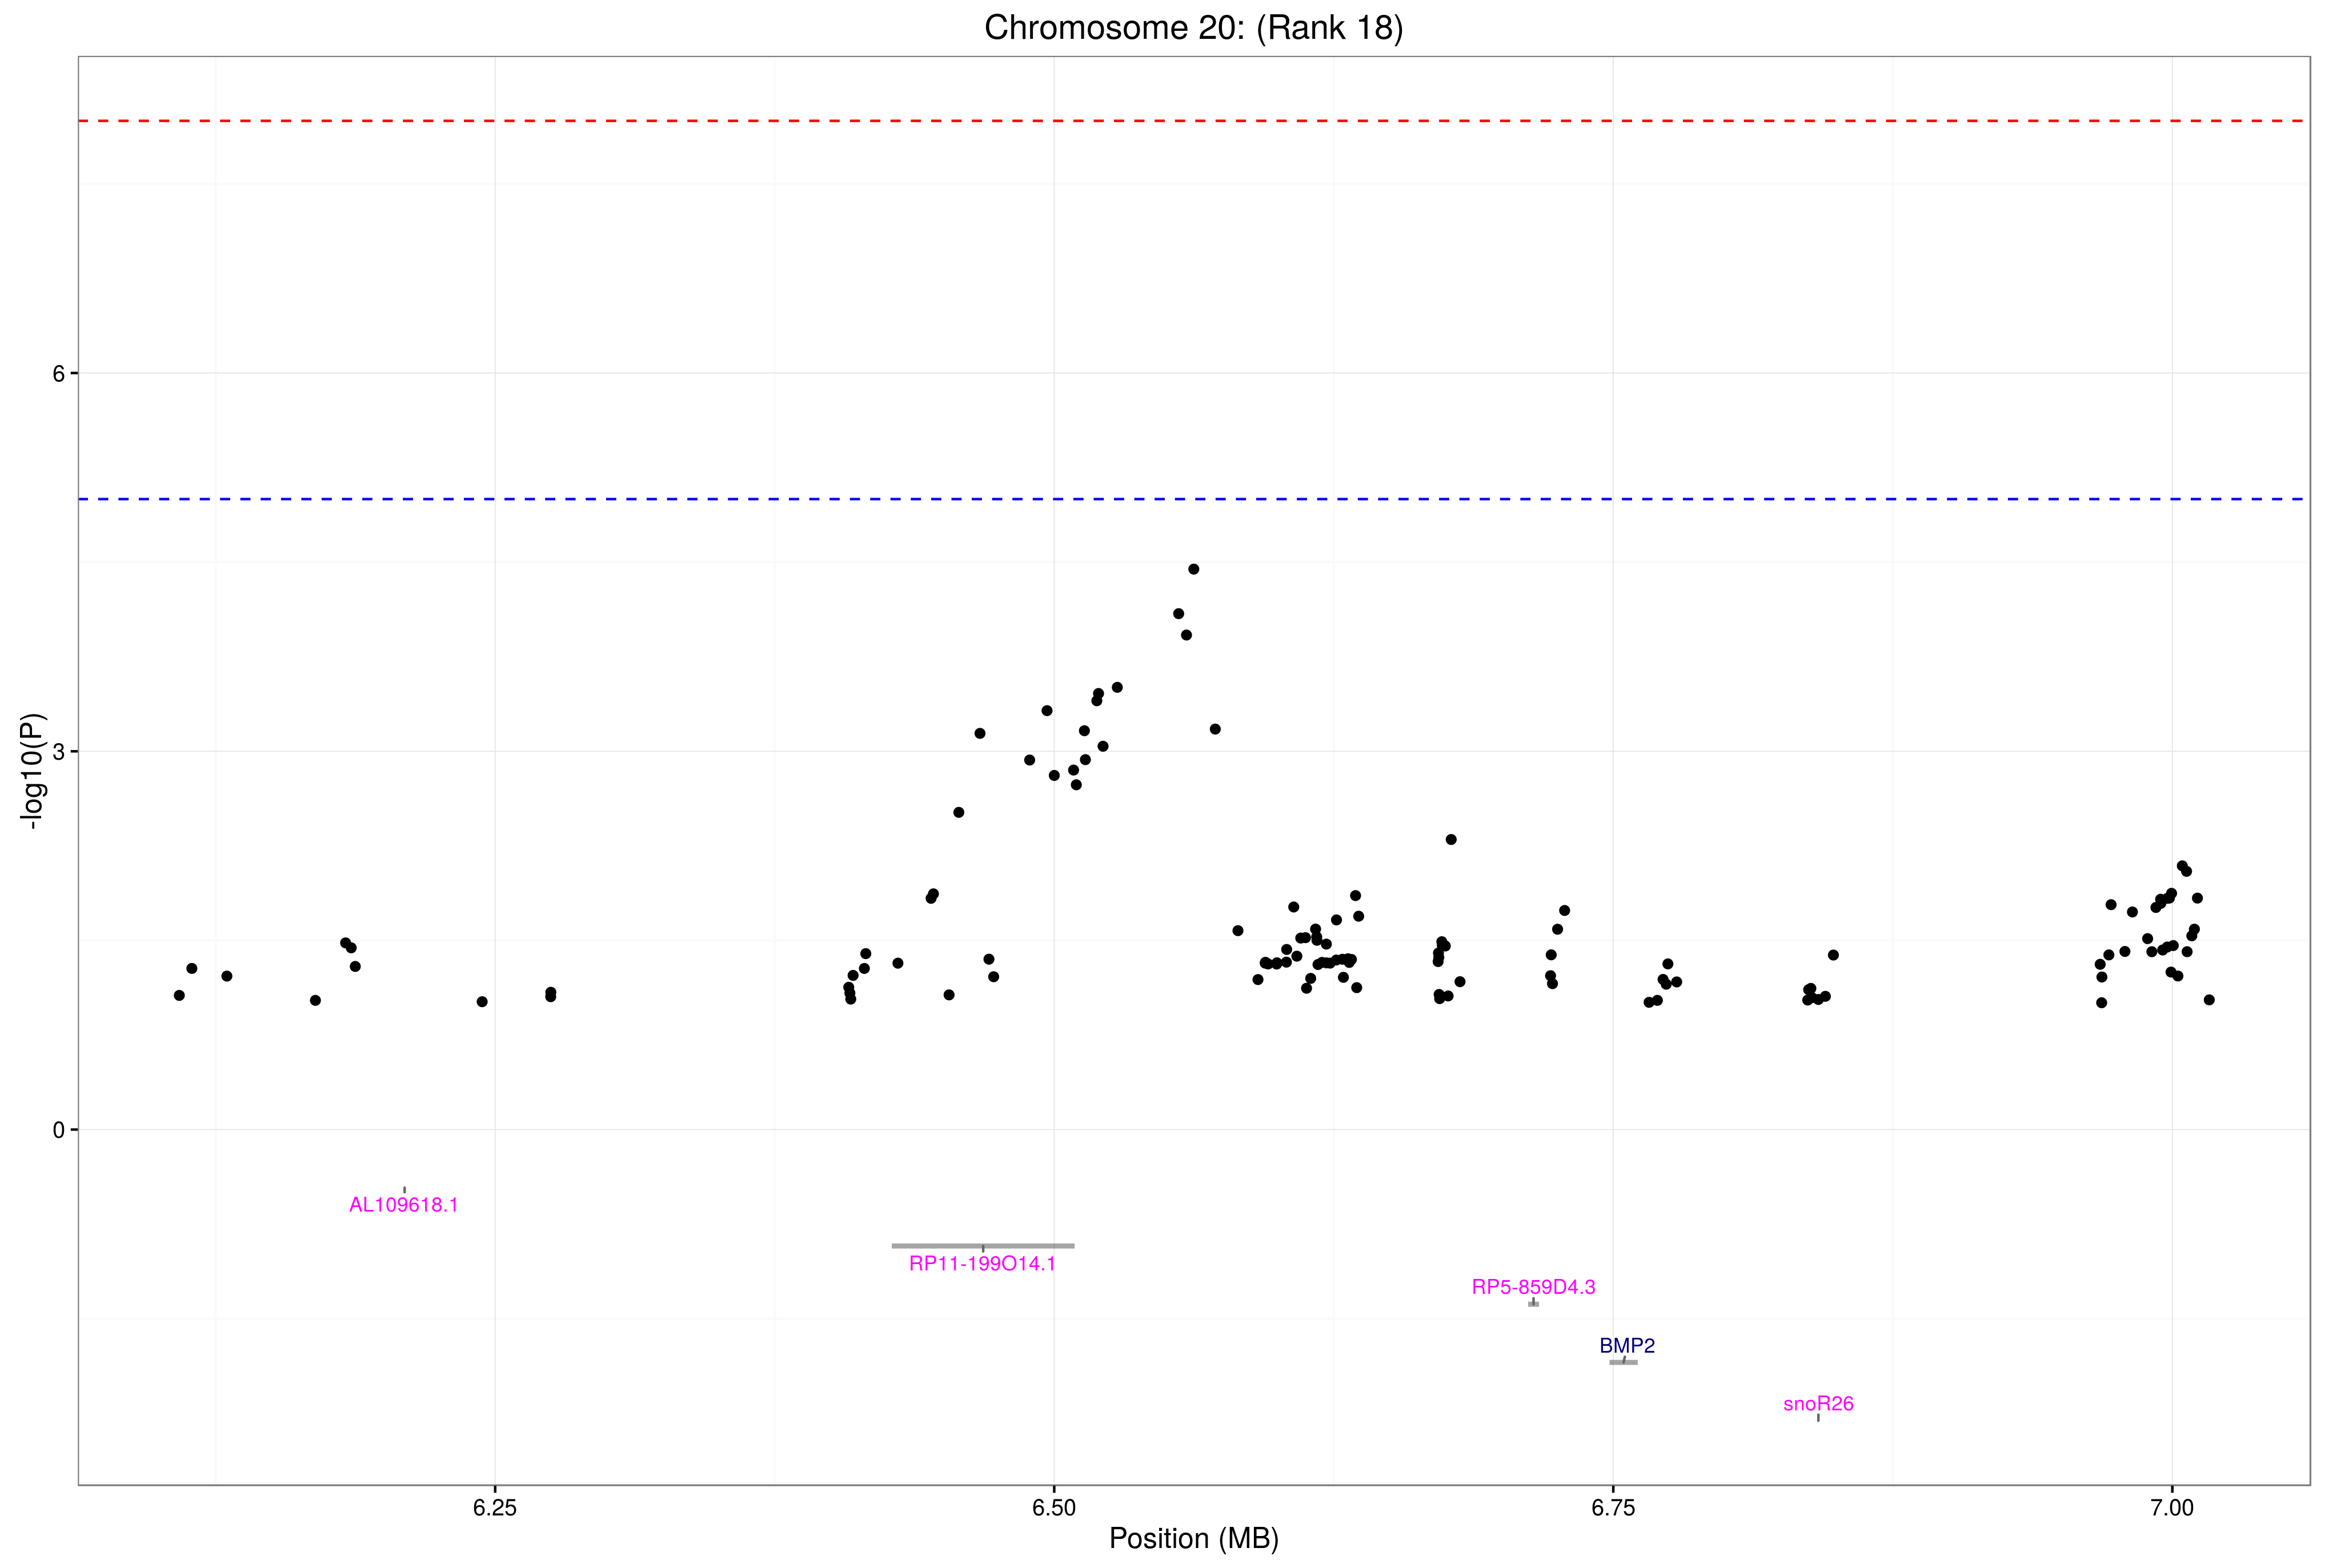 Chromosome 20: (Rank 18)
6
3
0
-log10(P)
AL109618.1
RP11-199O14.1
RP5-859D4.3
BMP2
snoR26
6.25 6.50 6.75 7.00
Position (MB)